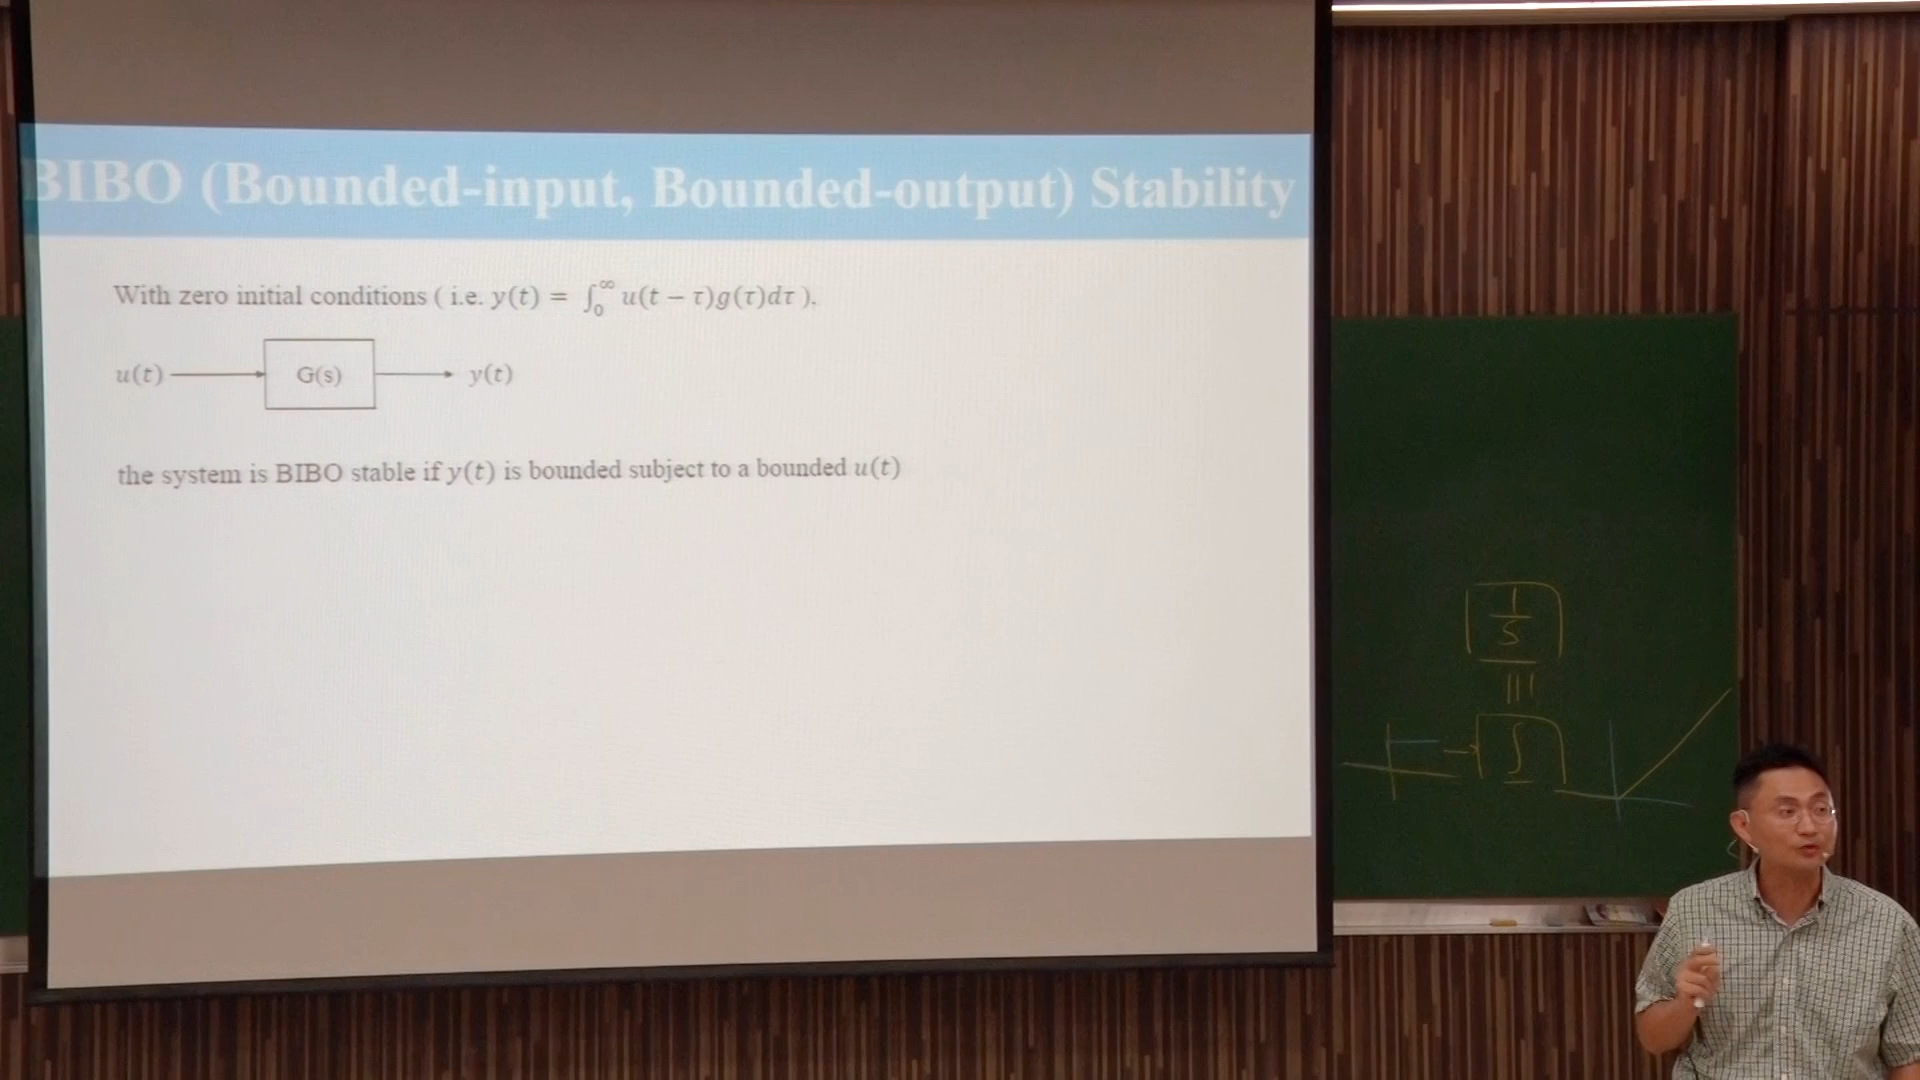 BIBO (Bounded-input, Bounded-output) Stability
With zero initial conditions ( i.e. y(t) = ∫₀^∞ u(t − τ)g(τ)dτ ).
u(t) G(s) y(t)
the system is BIBO stable if y(t) is bounded subject to a bounded u(t)
1
S
∫